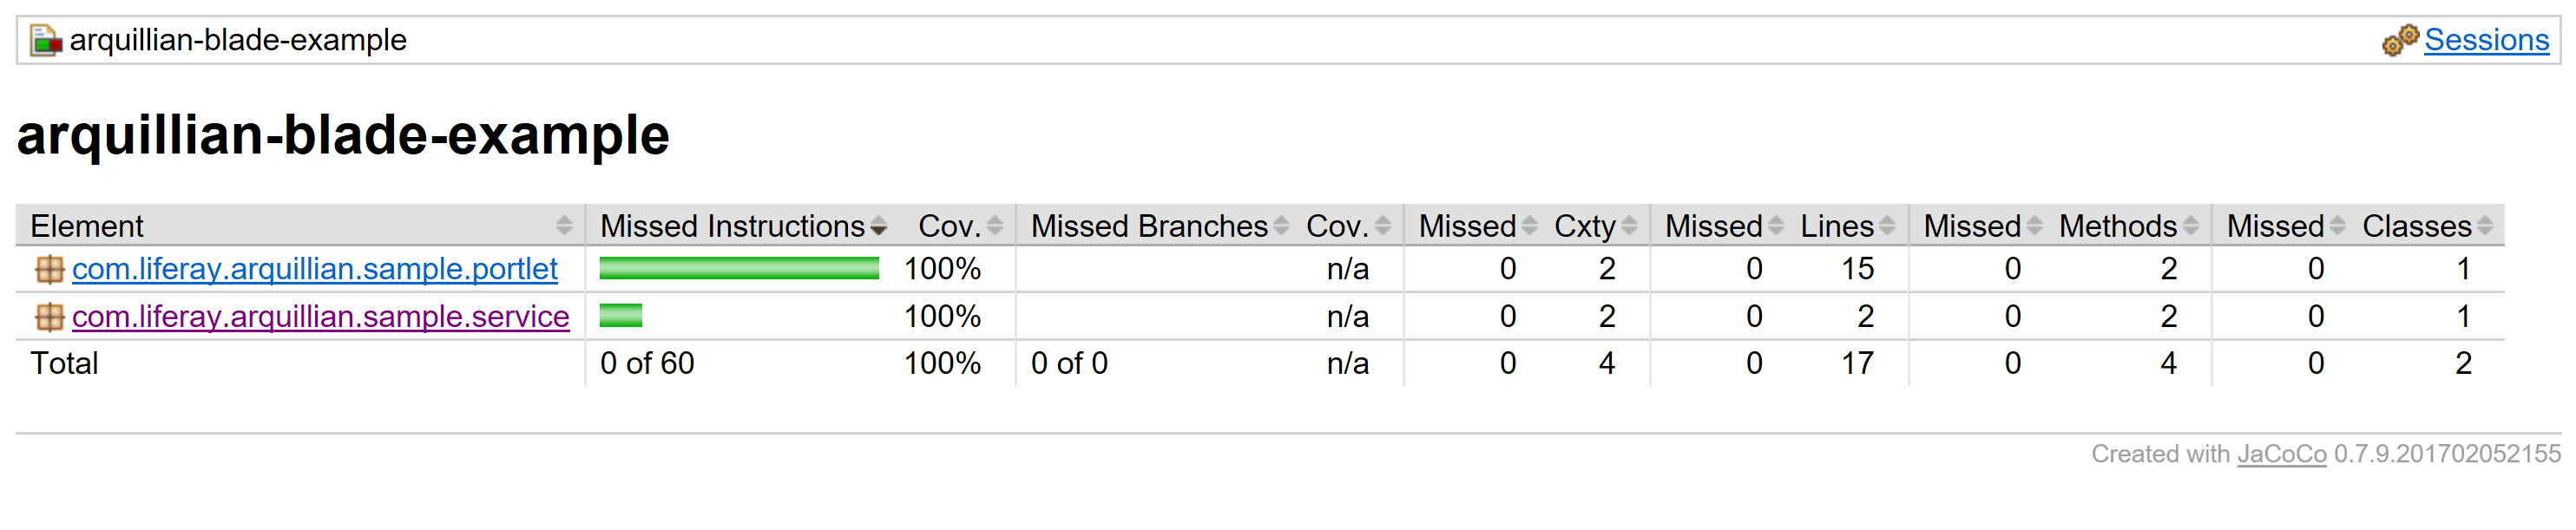 arquillian-blade-example Sessions
arquillian-blade-example
Element Missed Instructions Cov. Missed Branches Cov. Missed Cxty Missed Lines Missed Methods Missed Classes
com.liferay.arquillian.sample.portlet 100% n/a 0 2 0 15 0 2 0 1
com.liferay.arquillian.sample.service 100% n/a 0 2 0 2 0 2 0 1
Total 0 of 60 100% 0 of 0 n/a 0 4 0 17 0 4 0 2
Created with JaCoCo 0.7.9.201702052155